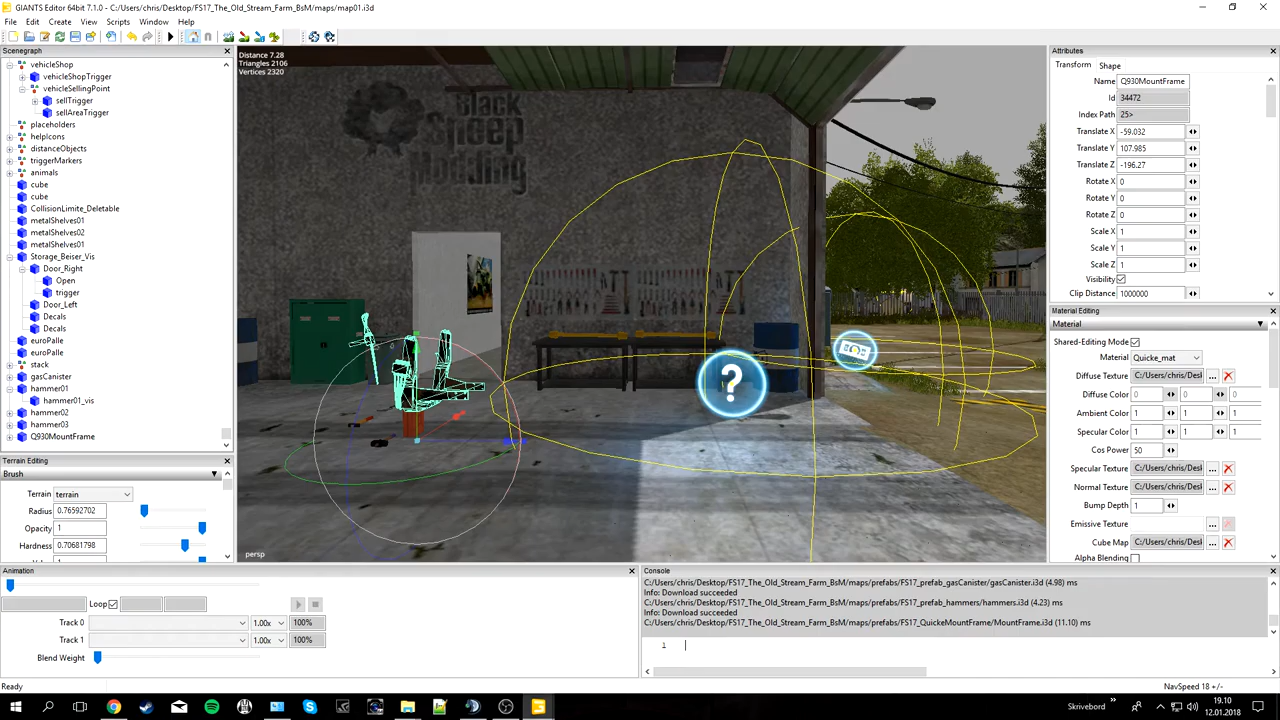 GIANTS Editor 64bit 7.1.0 - C:/Users/chris/Desktop/FS17_The_Old_Stream_Farm_BsM/maps/map01.i3d
File Edit Create View Scripts Window Help
Scenegraph
vehicleShop
vehicleShopTrigger
vehicleSellingPoint
sellTrigger
sellAreaTrigger
placeholders
helpIcons
distanceObjects
triggerMarkers
animals
cube
cube
CollisionLimite_Deletable
metalShelves01
metalShelves02
metalShelves01
Storage_Beiser_Vis
Door_Right
Open
trigger
Door_Left
Decals
Decals
euroPalle
euroPalle
stack
gasCanister
hammer01
hammer01_vis
hammer02
hammer03
Q930MountFrame
Terrain Editing
Brush
Terrain terrain
Radius 0.76592702
Opacity 1
Hardness 0.70681798
Distance 7.28
Triangles 2106
Vertices 2320
Black
?
persp
Attributes
Transform Shape
Name Q930MountFrame
Id 34472
Index Path 25>
Translate X -59.032
Translate Y 107.985
Translate Z -196.27
Rotate X 0
Rotate Y 0
Rotate Z 0
Scale X 1
Scale Y 1
Scale Z 1
Visibility
Clip Distance 1000000
Material Editing
Material
Shared-Editing Mode
Material Quicke_mat
Diffuse Texture C:/Users/chris/Desk ...
Diffuse Color 0 0 0
Ambient Color 1 1 1
Specular Color 1 1 1
Cos Power 50
Specular Texture C:/Users/chris/Desk ...
Normal Texture C:/Users/chris/Desk ...
Bump Depth 1
Emissive Texture ...
Cube Map C:/Users/chris/Desk ...
Alpha Blending
Animation
Loop
Track 0 1.00x 100%
Track 1 1.00x 100%
Blend Weight
Console
C:/Users/chris/Desktop/FS17_The_Old_Stream_Farm_BsM/maps/prefabs/FS17_prefab_gasCanister/gasCanister.i3d (4.98) ms
Info: Download succeeded
C:/Users/chris/Desktop/FS17_The_Old_Stream_Farm_BsM/maps/prefabs/FS17_prefab_hammers/hammers.i3d (4.23) ms
Info: Download succeeded
C:/Users/chris/Desktop/FS17_The_Old_Stream_Farm_BsM/maps/prefabs/FS17_QuickeMountFrame/MountFrame.i3d (11.10) ms
1
Ready
NavSpeed 18 +/-
Skrivebord
19.10
12.01.2018